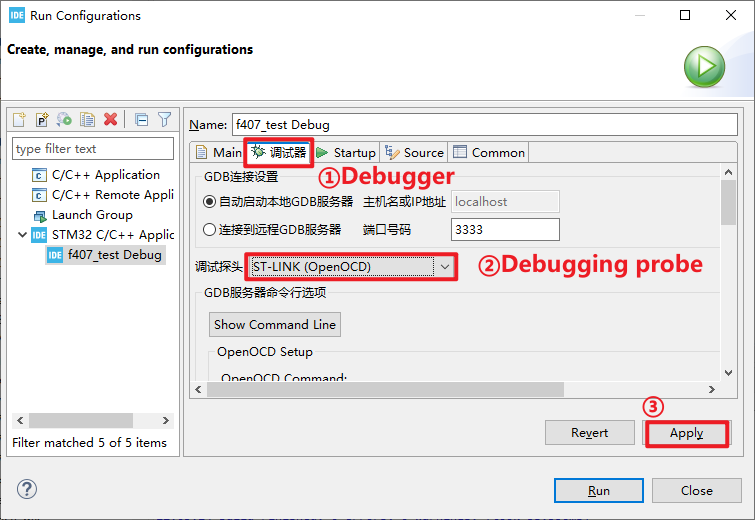 IDE Run Configurations
Create, manage, and run configurations
Name: f407_test Debug
type filter text
Main 调试器 Startup Source Common
①Debugger
C/C++ Application
C/C++ Remote Appli
Launch Group
IDE STM32 C/C++ Applic
IDE f407_test Debug
GDB连接设置
自动启动本地GDB服务器 主机名或IP地址 localhost
连接到远程GDB服务器 端口号码 3333
调试探头 ST-LINK (OpenOCD)
②Debugging probe
GDB服务器命令行选项
Show Command Line
OpenOCD Setup
OpenOCD Command:
Filter matched 5 of 5 items
③
Revert Apply
Run Close